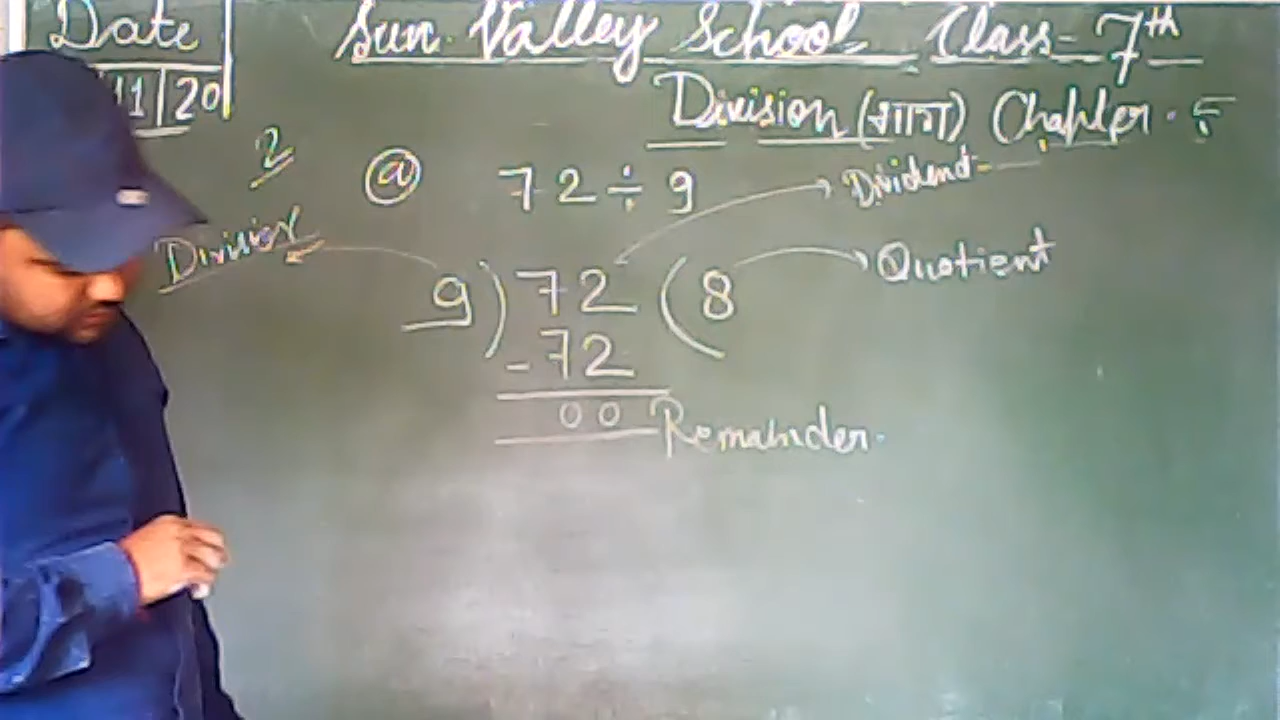 Date
11/20
Sun Valley School Class-7th
Division (भाग) Chapter. 5
2
ⓐ 72÷9
Dividend
Divisior
9)72(8
Quotient
-72
00 Remainder.